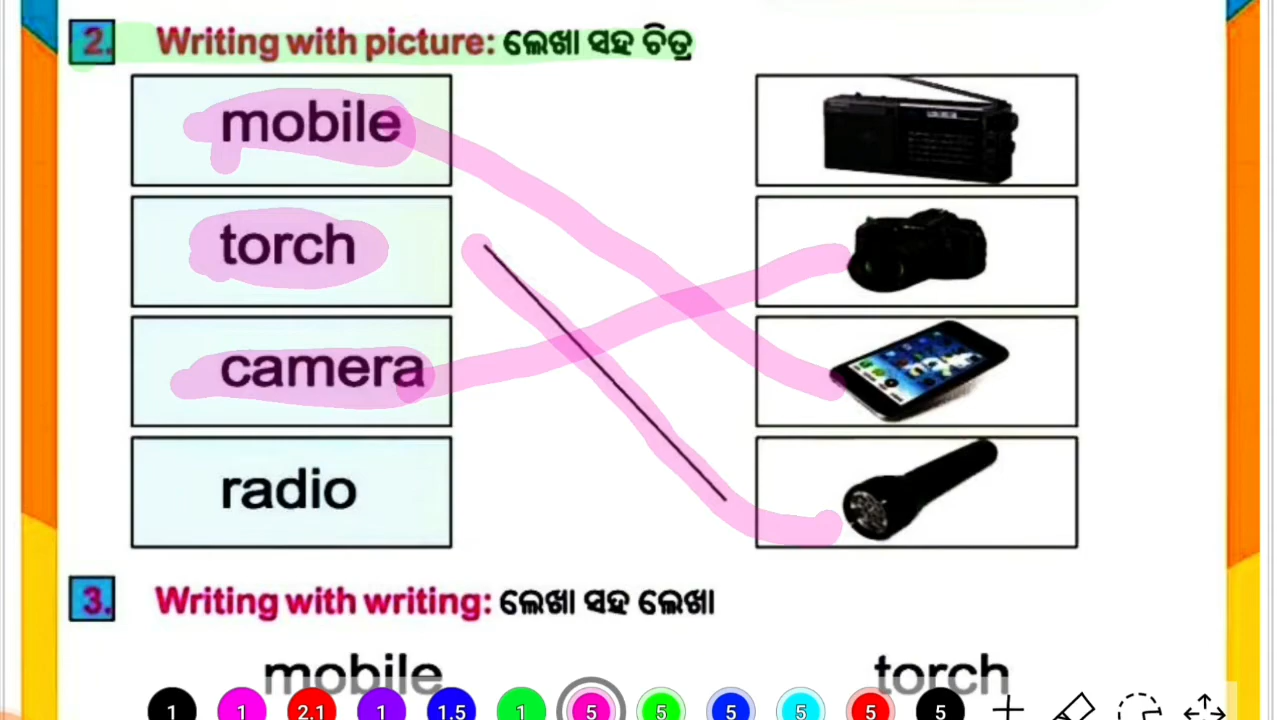 2. Writing with picture: ଲେଖା ସହ ଚିତ୍ର
mobile
torch
camera
radio
3. Writing with writing: ଲେଖା ସହ ଲେଖା
mobile torch
1 1 2.1 1 1.5 1 5 5 5 5 5 5